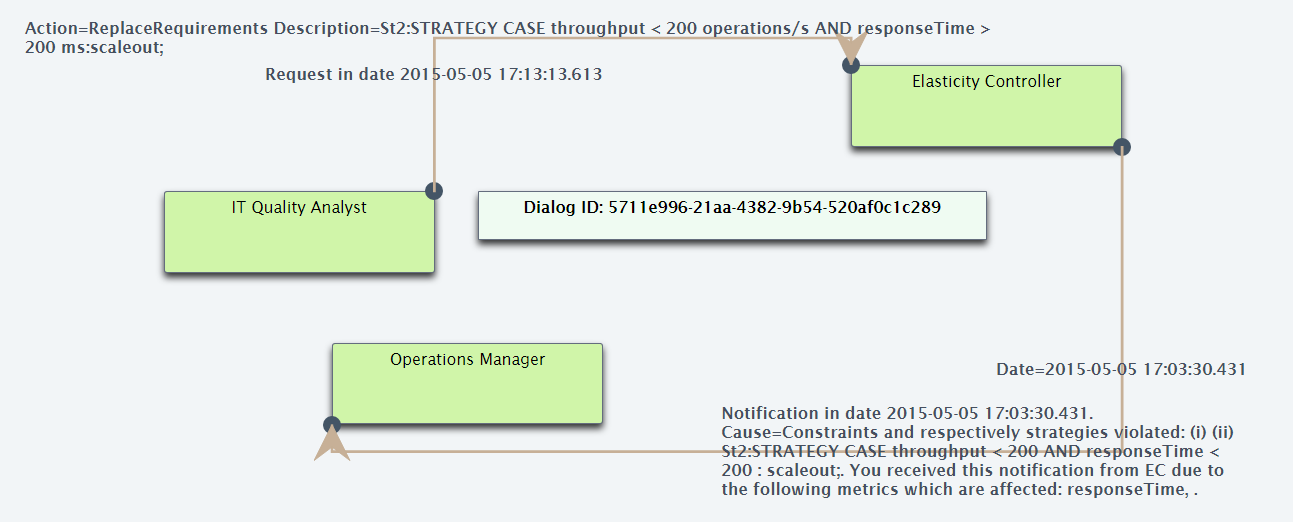 Action=ReplaceRequirements Description=St2:STRATEGY CASE throughput < 200 operations/s AND responseTime >
200 ms:scaleout;
Request in date 2015-05-05 17:13:13.613
Elasticity Controller
IT Quality Analyst
Dialog ID: 5711e996-21aa-4382-9b54-520af0c1c289
Operations Manager
Date=2015-05-05 17:03:30.431
Notification in date 2015-05-05 17:03:30.431.
Cause=Constraints and respectively strategies violated: (i) (ii)
St2:STRATEGY CASE throughput < 200 AND responseTime <
200 : scaleout;. You received this notification from EC due to
the following metrics which are affected: responseTime, .